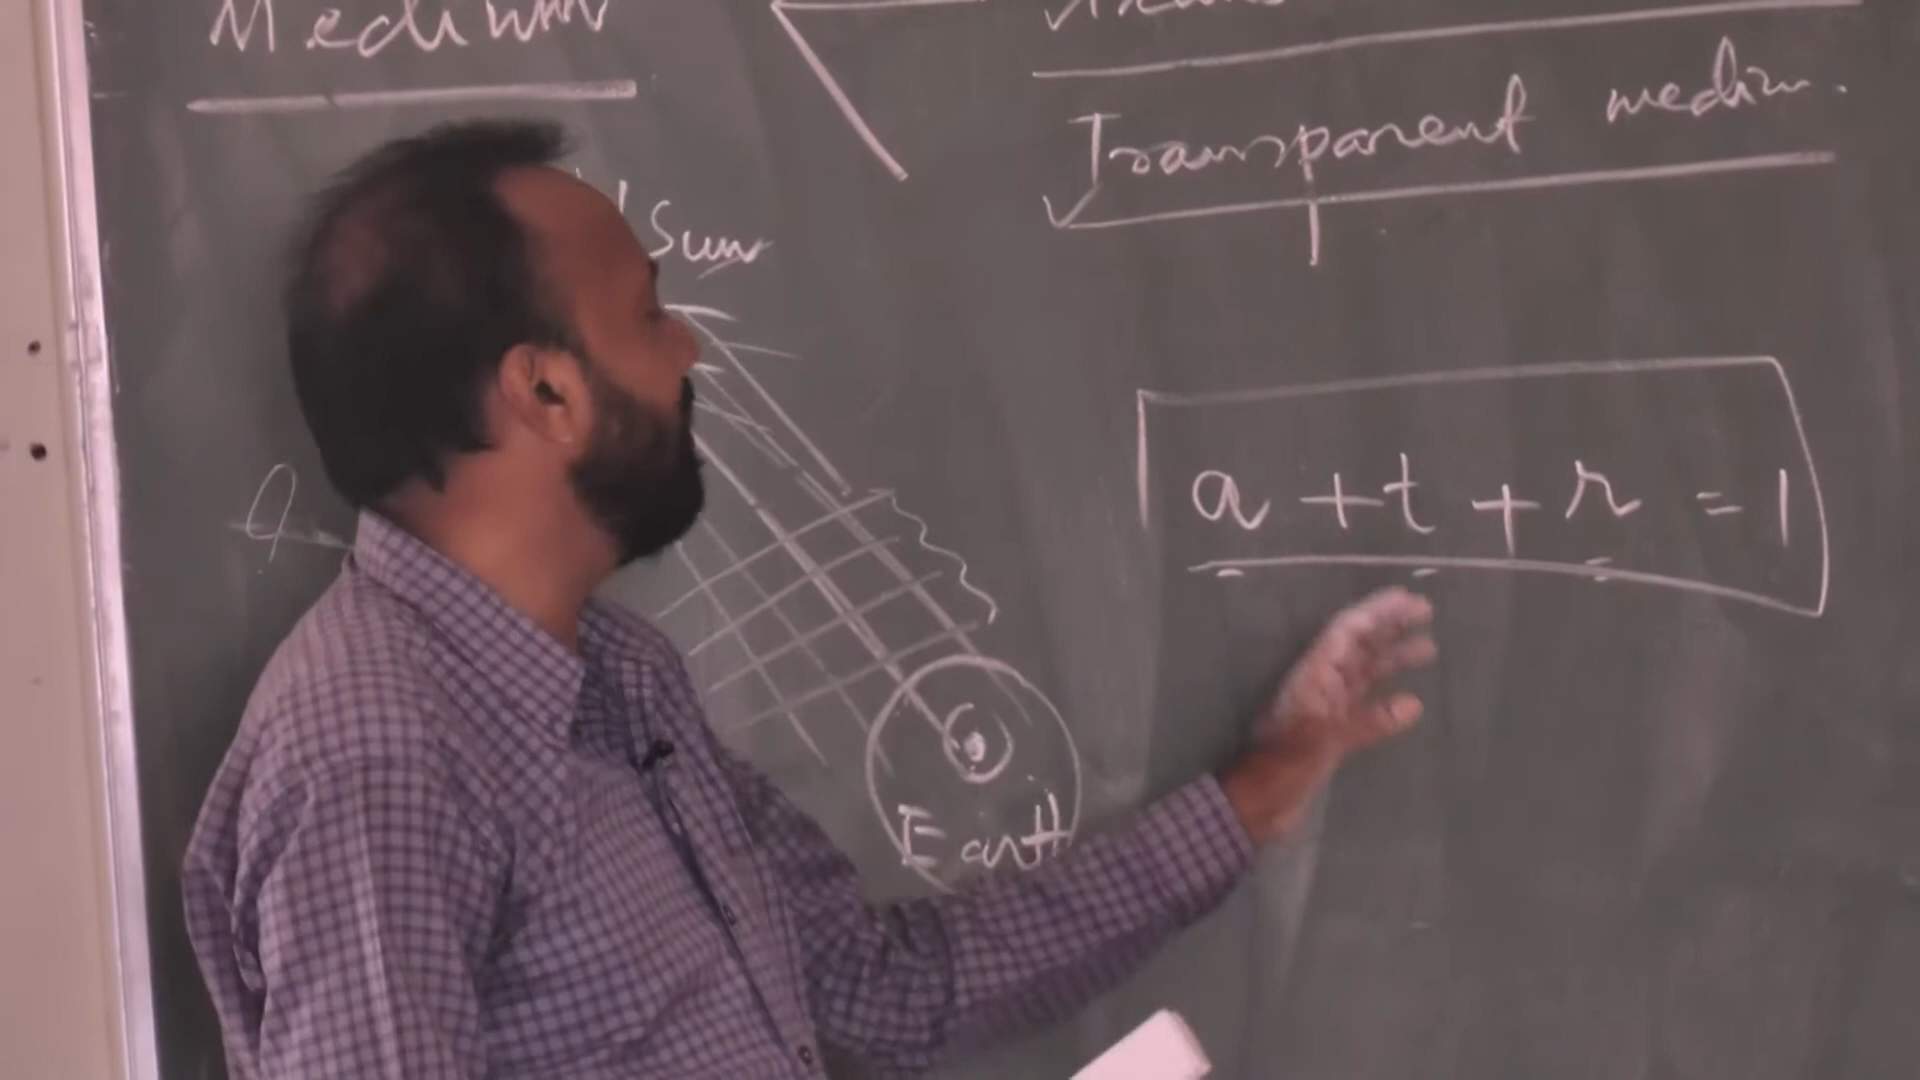 Medium
Transparent medium.
Sun
a + t + r = 1
Q
Earth